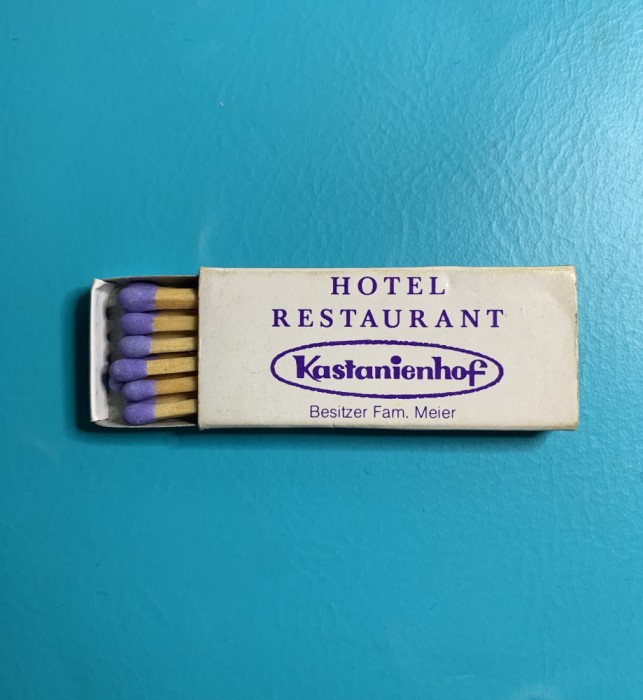 HOTEL
RESTAURANT
Kastanienhof
Besitzer Fam. Meier